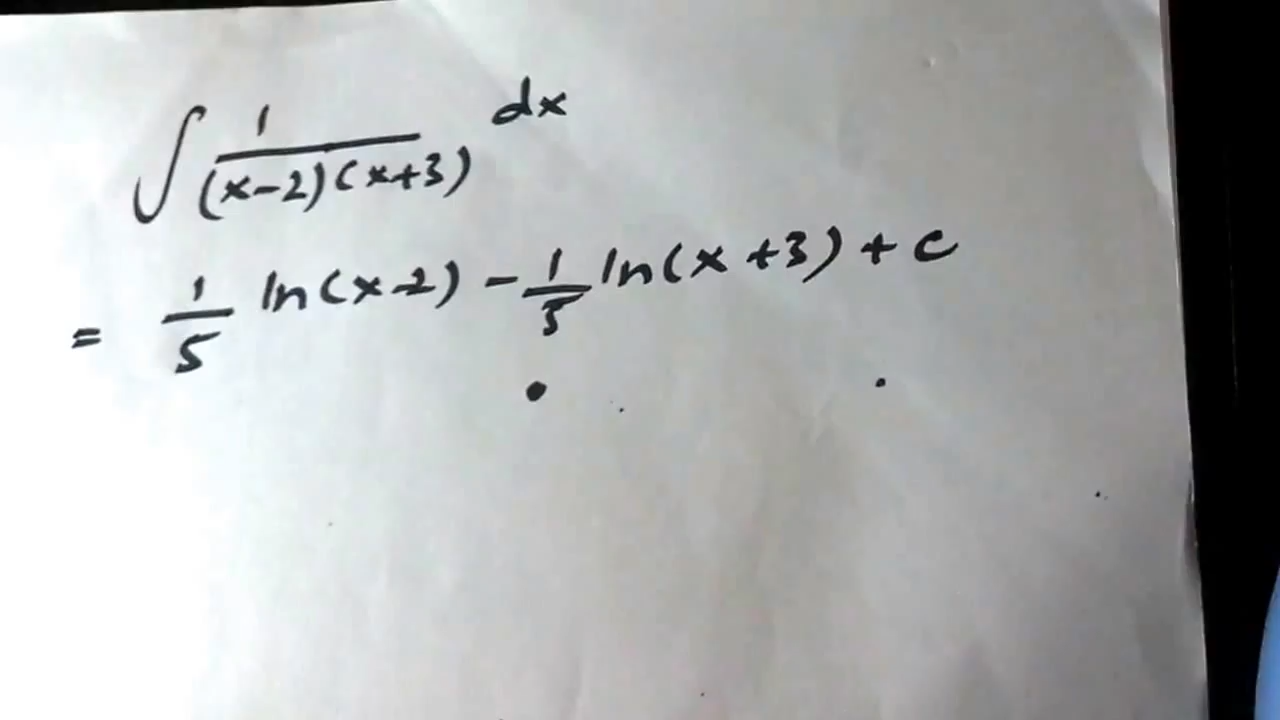 ∫ 1/((x-2)(x+3)) dx
= 1/5 ln(x-2) - 1/5 ln(x+3) + c